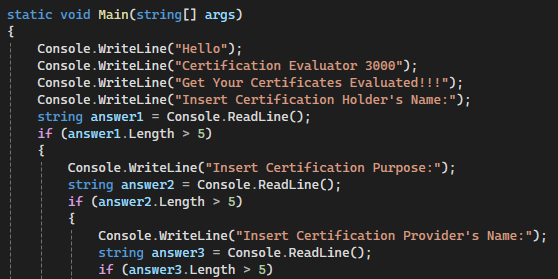 static void Main(string[] args)
{
Console.WriteLine("Hello");
Console.WriteLine("Certification Evaluator 3000");
Console.WriteLine("Get Your Certificates Evaluated!!!");
Console.WriteLine("Insert Certification Holder's Name:");
string answer1 = Console.ReadLine();
if (answer1.Length > 5)
{
Console.WriteLine("Insert Certification Purpose:");
string answer2 = Console.ReadLine();
if (answer2.Length > 5)
{
Console.WriteLine("Insert Certification Provider's Name:");
string answer3 = Console.ReadLine();
if (answer3.Length > 5)